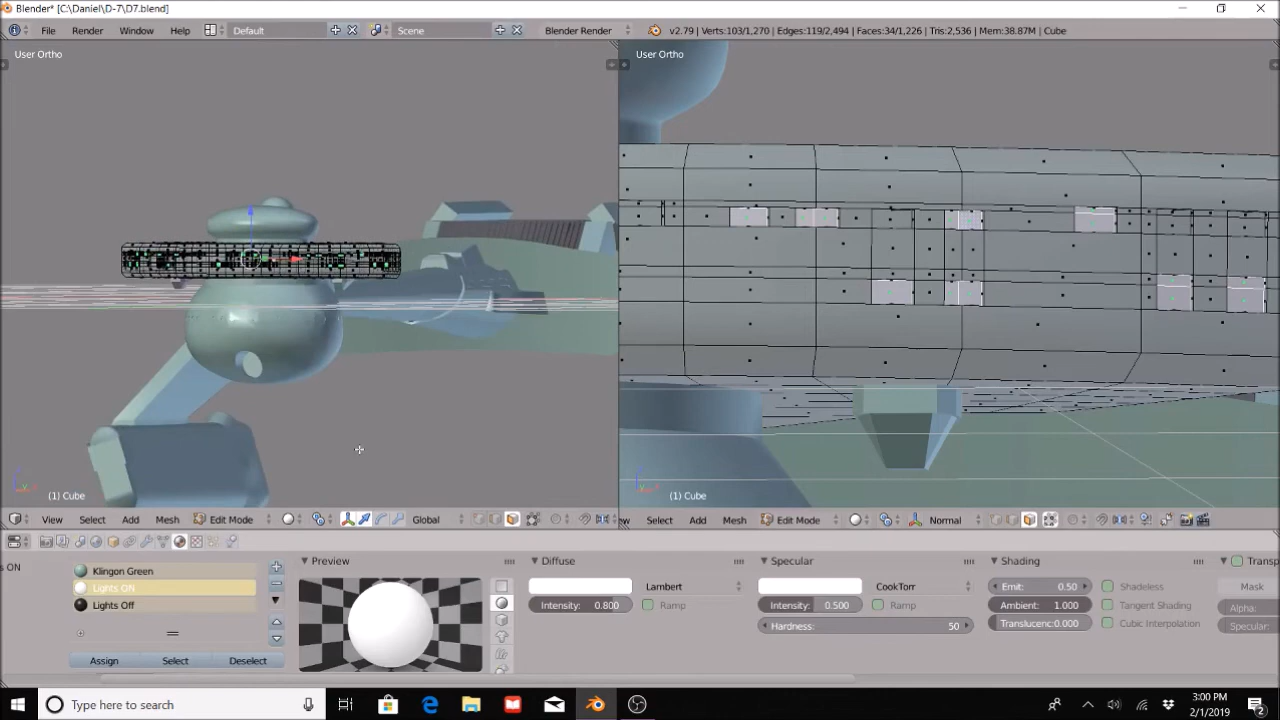 Blender* [C:\Daniel\D-7\D7.blend]
File Render Window Help Default Scene Blender Render v2.79 | Verts:103/1,270 | Edges:119/2,494 | Faces:34/1,226 | Tris:2,536 | Mem:38.87M | Cube
User Ortho
User Ortho
(1) Cube
(1) Cube
View Select Add Mesh Edit Mode Global
ew Select Add Mesh Edit Mode Normal
s ON
Klingon Green
Lights ON
Lights Off
Assign Select Deselect
Preview
Diffuse
Lambert
Intensity: 0.800 Ramp
Specular
CookTorr
Intensity: 0.500 Ramp
Hardness: 50
Shading
Emit: 0.50 Shadeless
Ambient: 1.000 Tangent Shading
Translucenc:0.000 Cubic Interpolation
Transp
Mask
Alpha:
Specular:
Type here to search
3:00 PM
2/1/2019
2